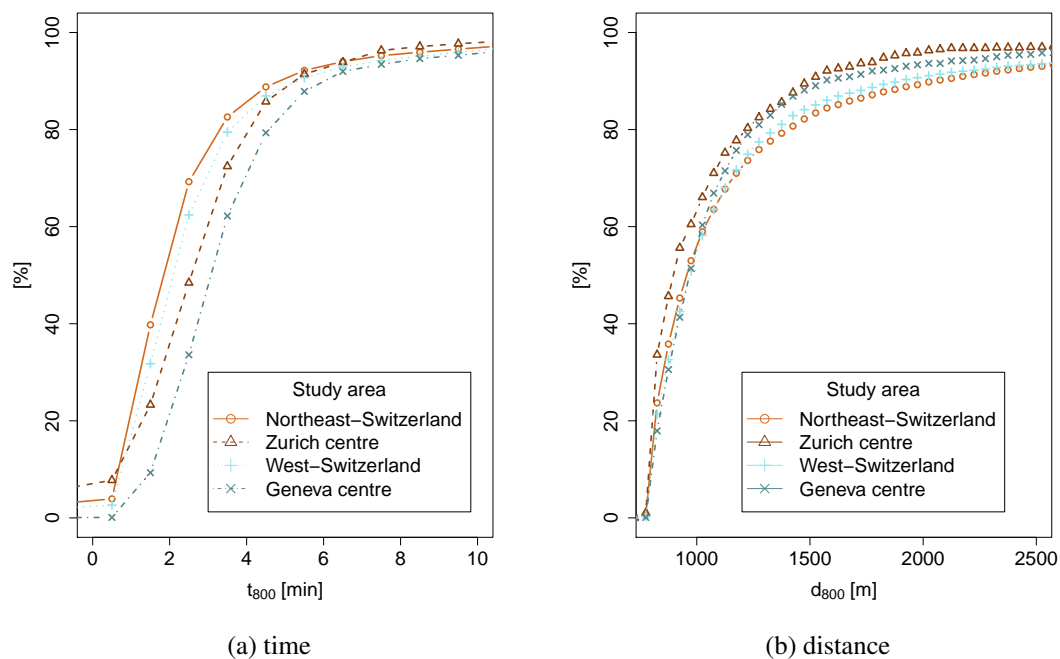 100
80
60
40
20
0
[%]
Study area
Northeast−Switzerland
Zurich centre
West−Switzerland
Geneva centre
0 2 4 6 8 10
t800 [min]
(a) time
100
80
60
40
20
0
[%]
Study area
Northeast−Switzerland
Zurich centre
West−Switzerland
Geneva centre
1000 1500 2000 2500
d800 [m]
(b) distance